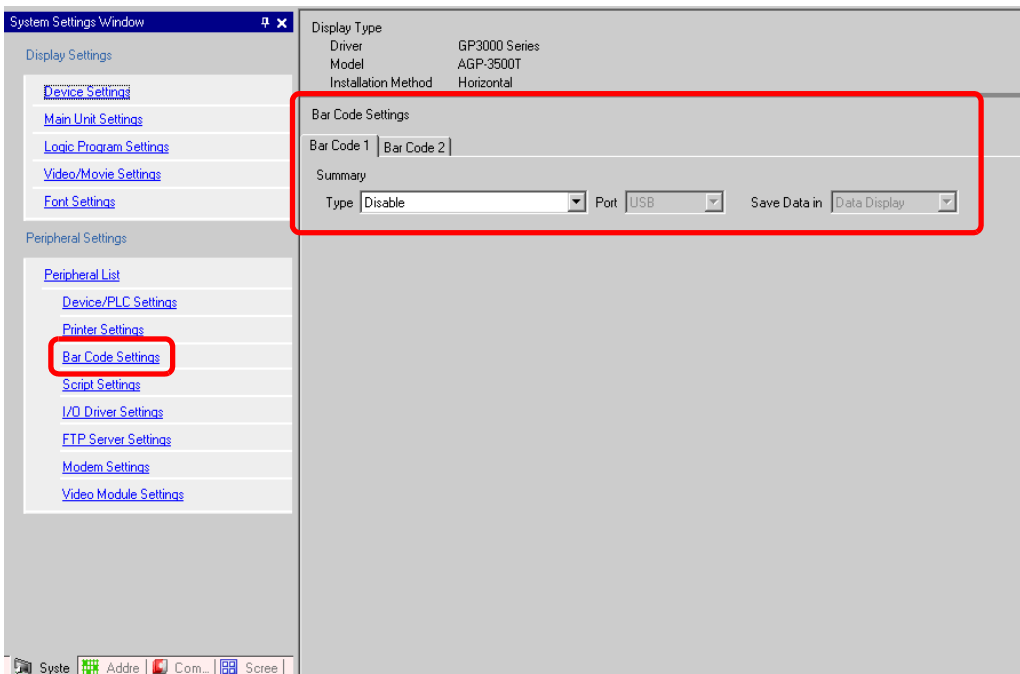 System Settings Window
Display Settings
Device Settings
Main Unit Settings
Logic Program Settings
Video/Movie Settings
Font Settings
Peripheral Settings
Peripheral List
Device/PLC Settings
Printer Settings
Bar Code Settings
Script Settings
I/O Driver Settings
FTP Server Settings
Modem Settings
Video Module Settings
Syste Addre Com... Scree
Display Type
Driver GP3000 Series
Model AGP-3500T
Installation Method Horizontal
Bar Code Settings
Bar Code 1 Bar Code 2
Summary
Type Disable Port USB Save Data in Data Display